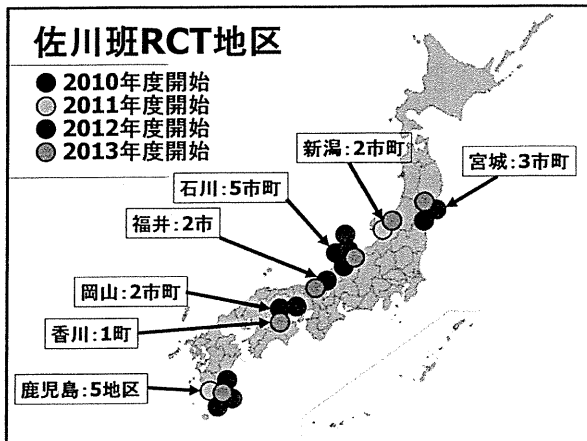 佐川班RCT地区
2010年度開始
2011年度開始
2012年度開始
2013年度開始
新潟:2市町
宮城:3市町
石川:5市町
福井:2市
岡山:2市町
香川:1町
鹿児島:5地区